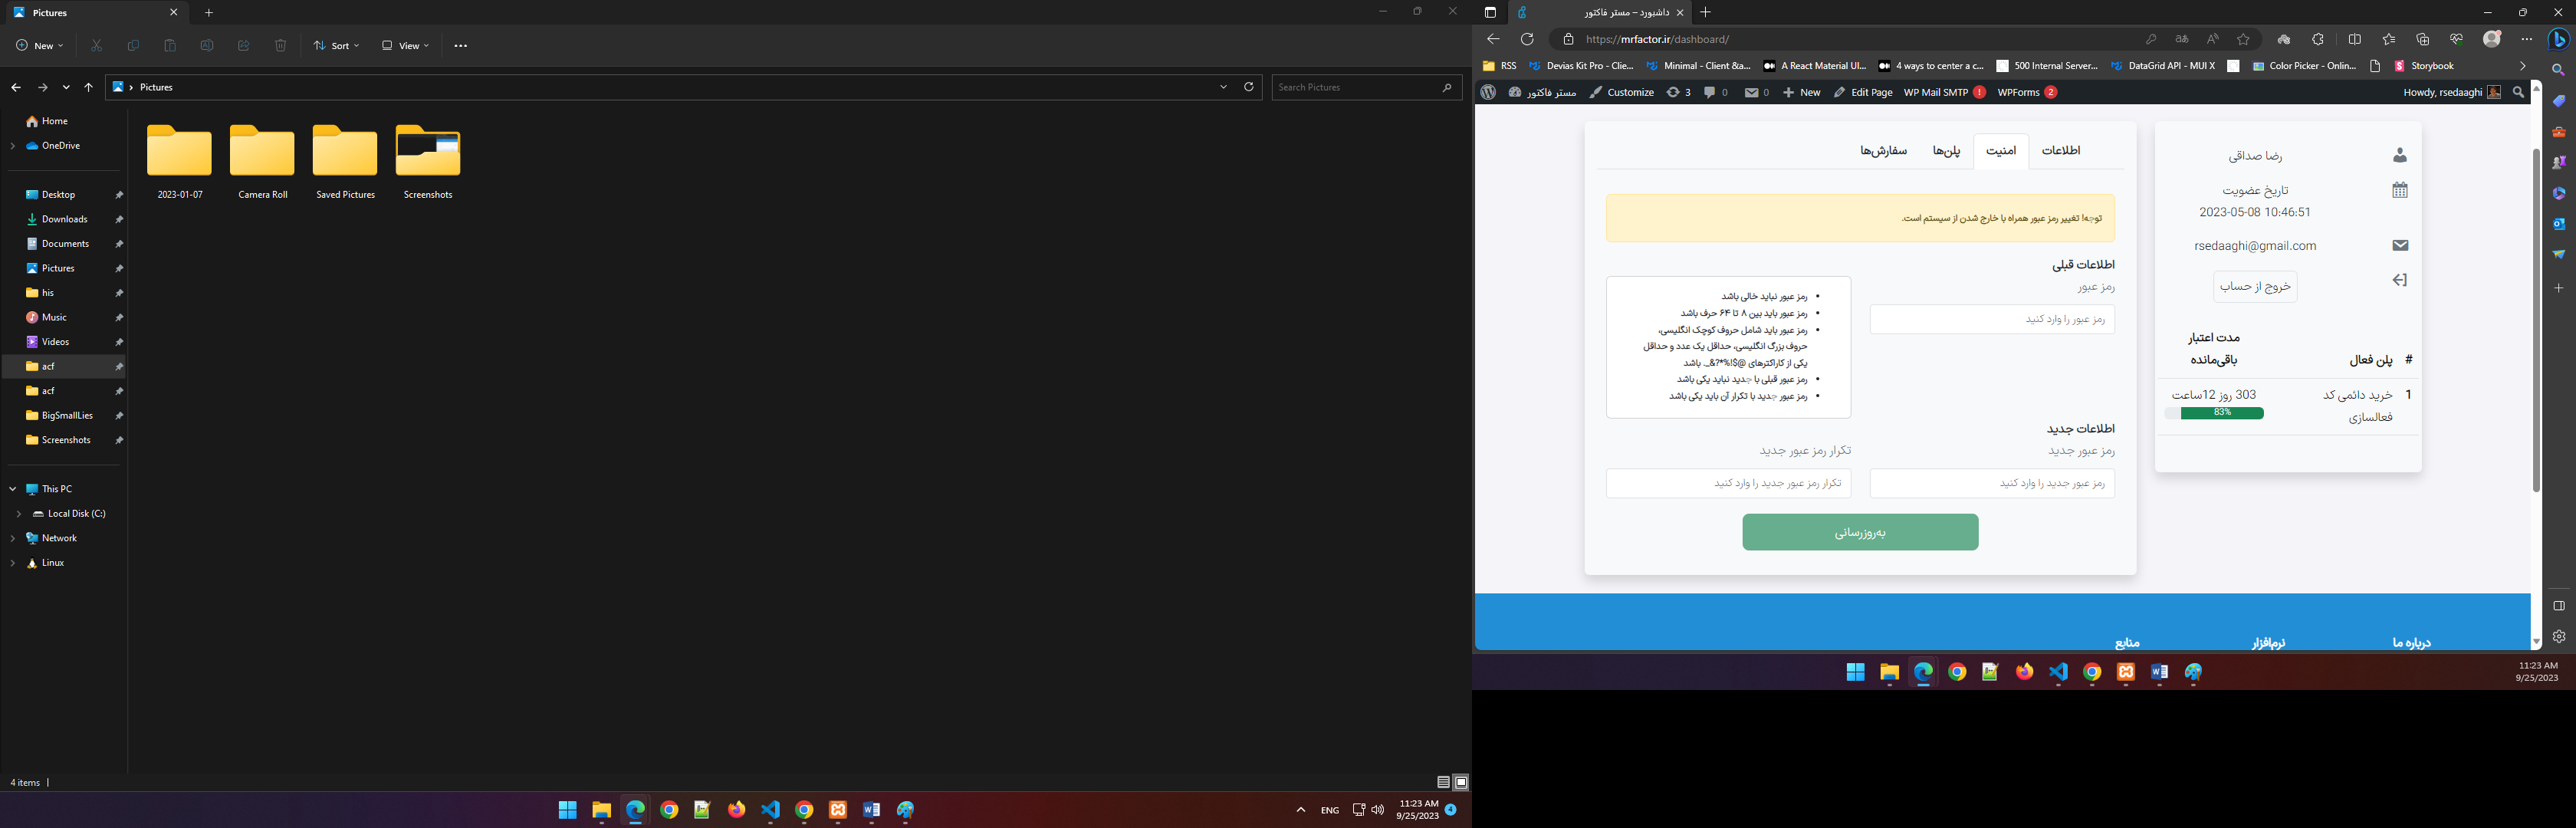 Pictures
New
Sort
View
Pictures
Search Pictures
Home
OneDrive
Desktop
Downloads
Documents
Pictures
his
Music
Videos
acf
acf
BigSmallLies
Screenshots
This PC
Local Disk (C:)
Network
Linux
2023-01-07
Camera Roll
Saved Pictures
Screenshots
4 items
ENG
11:23 AM
9/25/2023
4
داشبورد – مستر فاکتور
https://mrfactor.ir/dashboard/
RSS
Devias Kit Pro - Clie...
Minimal - Client &a...
A React Material UI...
4 ways to center a c...
500 Internal Server...
DataGrid API - MUI X
Color Picker - Onlin...
Storybook
مستر فاکتور
Customize
3
0
0
New
Edit Page
WP Mail SMTP !
WPForms 2
Howdy, rsedaaghi
اطلاعات
امنیت
پلن‌ها
سفارش‌ها
توجه! تغییر رمز عبور همراه با خارج شدن از سیستم است.
اطلاعات قبلی
رمز عبور
رمز عبور را وارد کنید
رمز عبور نباید خالی باشد
رمز عبور باید بین ۸ تا ۶۴ حرف باشد
رمز عبور باید شامل حروف کوچک انگلیسی،
حروف بزرگ انگلیسی، حداقل یک عدد و حداقل
یکی از کاراکترهای @$!%*?&_. باشد
رمز عبور قبلی با جدید نباید یکی باشد
رمز عبور جدید با تکرار آن باید یکی باشد
اطلاعات جدید
رمز عبور جدید
رمز عبور جدید را وارد کنید
تکرار رمز عبور جدید
تکرار رمز عبور جدید را وارد کنید
به‌روزرسانی
رضا صداقی
تاریخ عضویت
2023-05-08 10:46:51
rsedaaghi@gmail.com
خروج از حساب
# پلن فعال
مدت اعتبار
باقی‌مانده
1
خرید دائمی کد
فعالسازی
303 روز 12ساعت
83%
درباره ما
نرم‌افزار
منابع
11:23 AM
9/25/2023